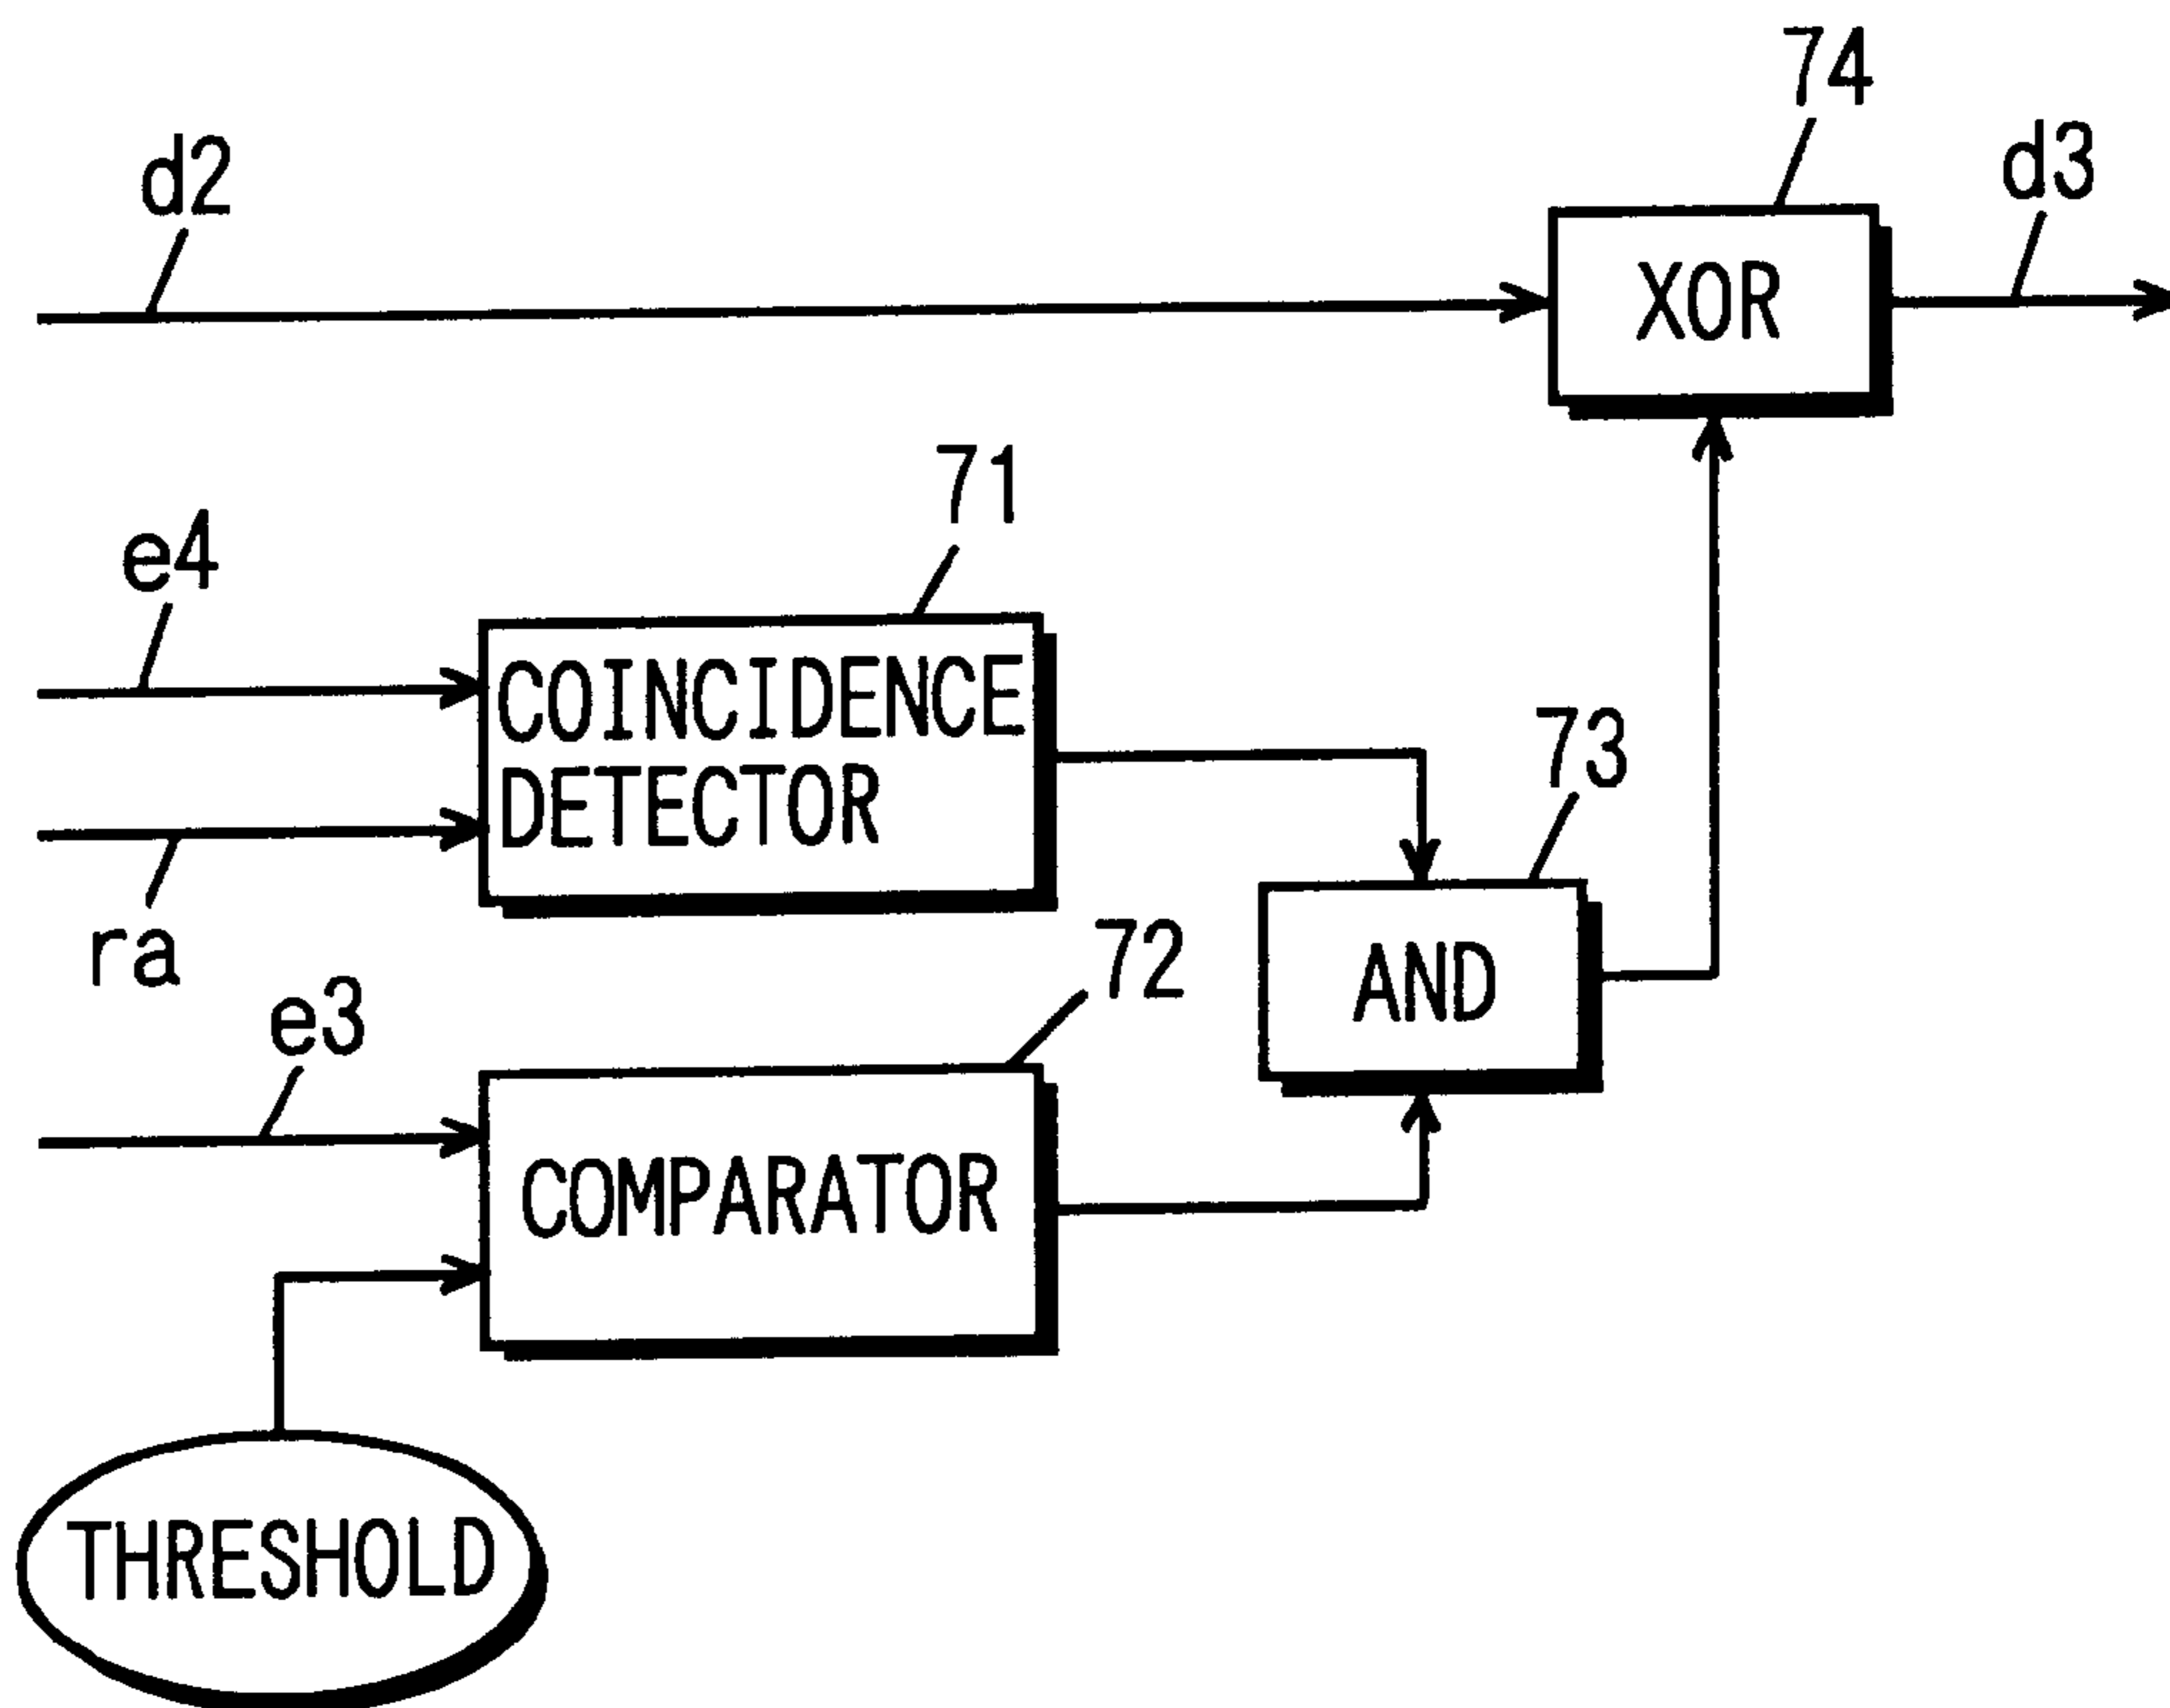 74
d2
d3
XOR
71
e4
COINCIDENCE
DETECTOR
73
ra
72
e3
AND
COMPARATOR
THRESHOLD